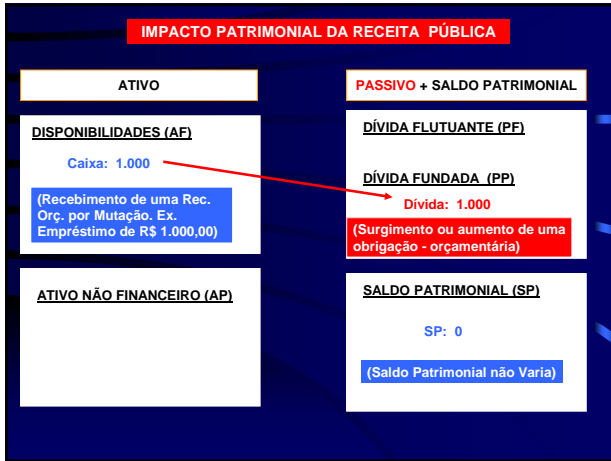 IMPACTO PATRIMONIAL DA RECEITA PÚBLICA
ATIVO
PASSIVO + SALDO PATRIMONIAL
DISPONIBILIDADES (AF)
Caixa: 1.000
(Recebimento de uma Rec.
Orç. por Mutação. Ex.
Empréstimo de R$ 1.000,00)
DÍVIDA FLUTUANTE (PF)
DÍVIDA FUNDADA (PP)
Dívida: 1.000
(Surgimento ou aumento de uma
obrigação - orçamentária)
ATIVO NÃO FINANCEIRO (AP)
SALDO PATRIMONIAL (SP)
SP: 0
(Saldo Patrimonial não Varia)